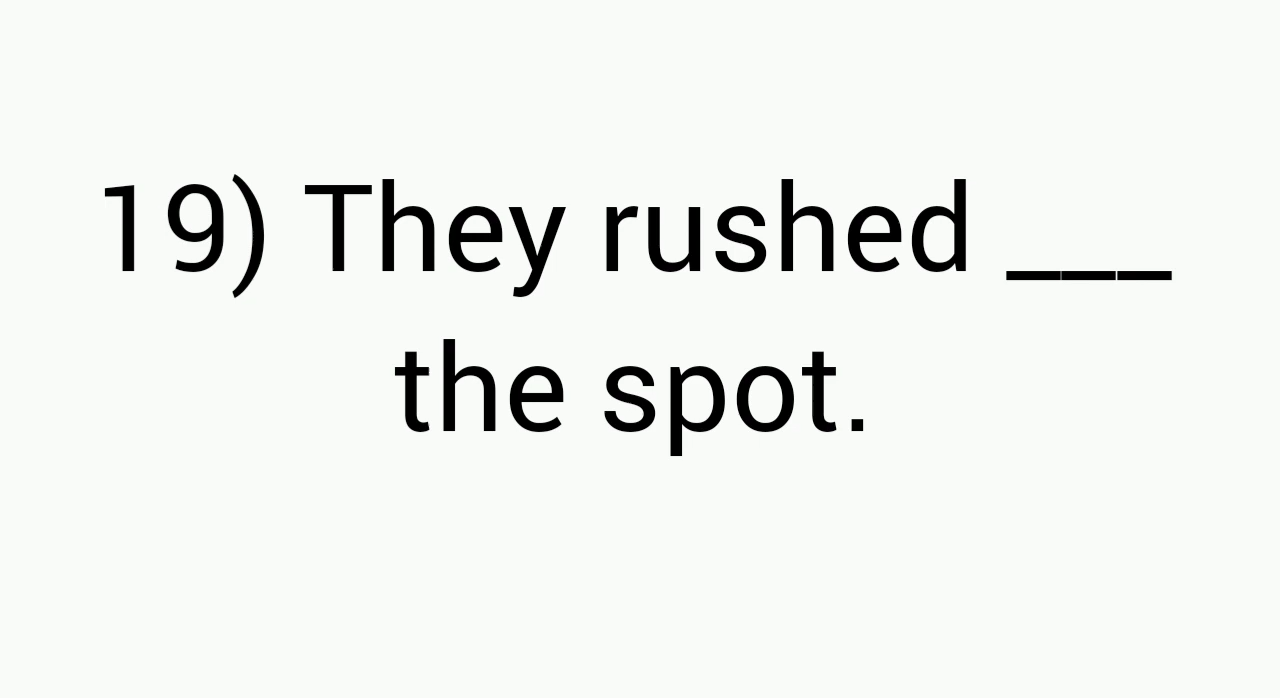 19) They rushed ___
the spot.